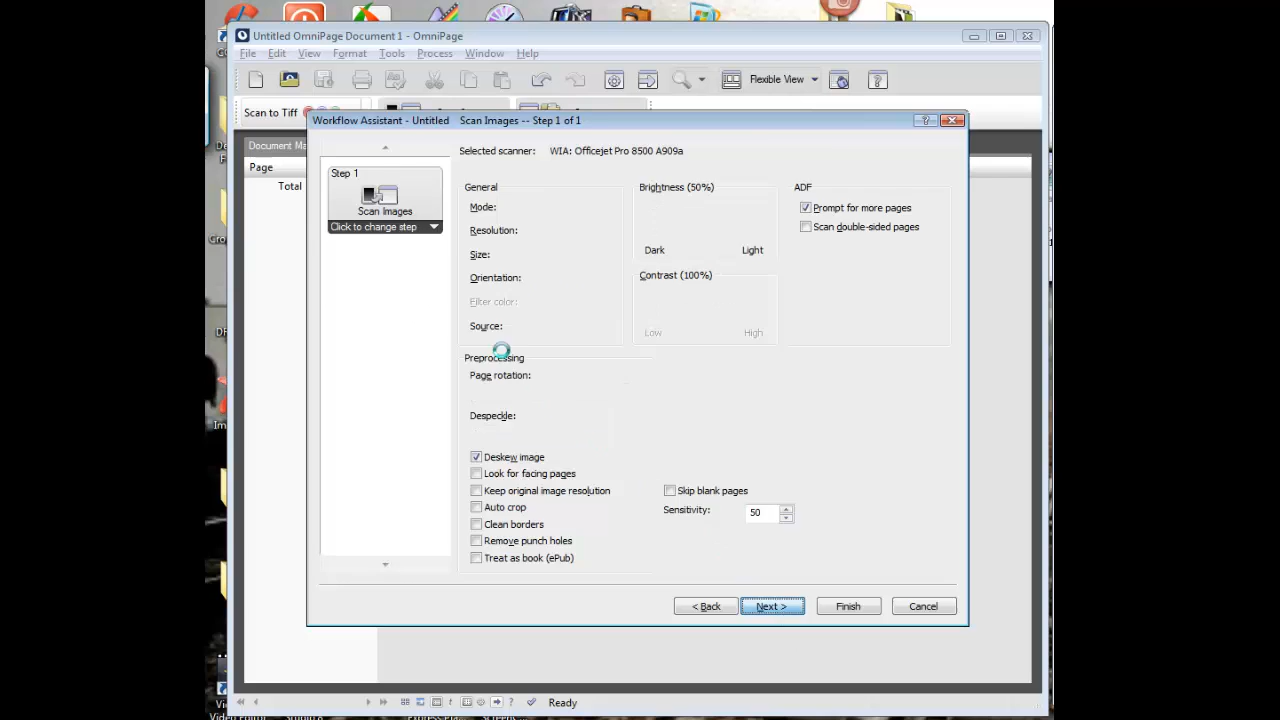 Untitled OmniPage Document 1 - OmniPage
File Edit View Format Tools Process Window Help
Flexible View
Scan to Tiff
Workflow Assistant - Untitled Scan Images -- Step 1 of 1
Document Ma
Page
Total
Step 1
Scan Images
Click to change step
Selected scanner: WIA: Officejet Pro 8500 A909a
General
Mode:
Resolution:
Size:
Orientation:
Filter color:
Source:
Brightness (50%)
Dark Light
Contrast (100%)
Low High
ADF
Prompt for more pages
Scan double-sided pages
Preprocessing
Page rotation:
Despeckle:
Deskew image
Look for facing pages
Keep original image resolution
Auto crop
Clean borders
Remove punch holes
Treat as book (ePub)
Skip blank pages
Sensitivity: 50
< Back Next > Finish Cancel
Ready